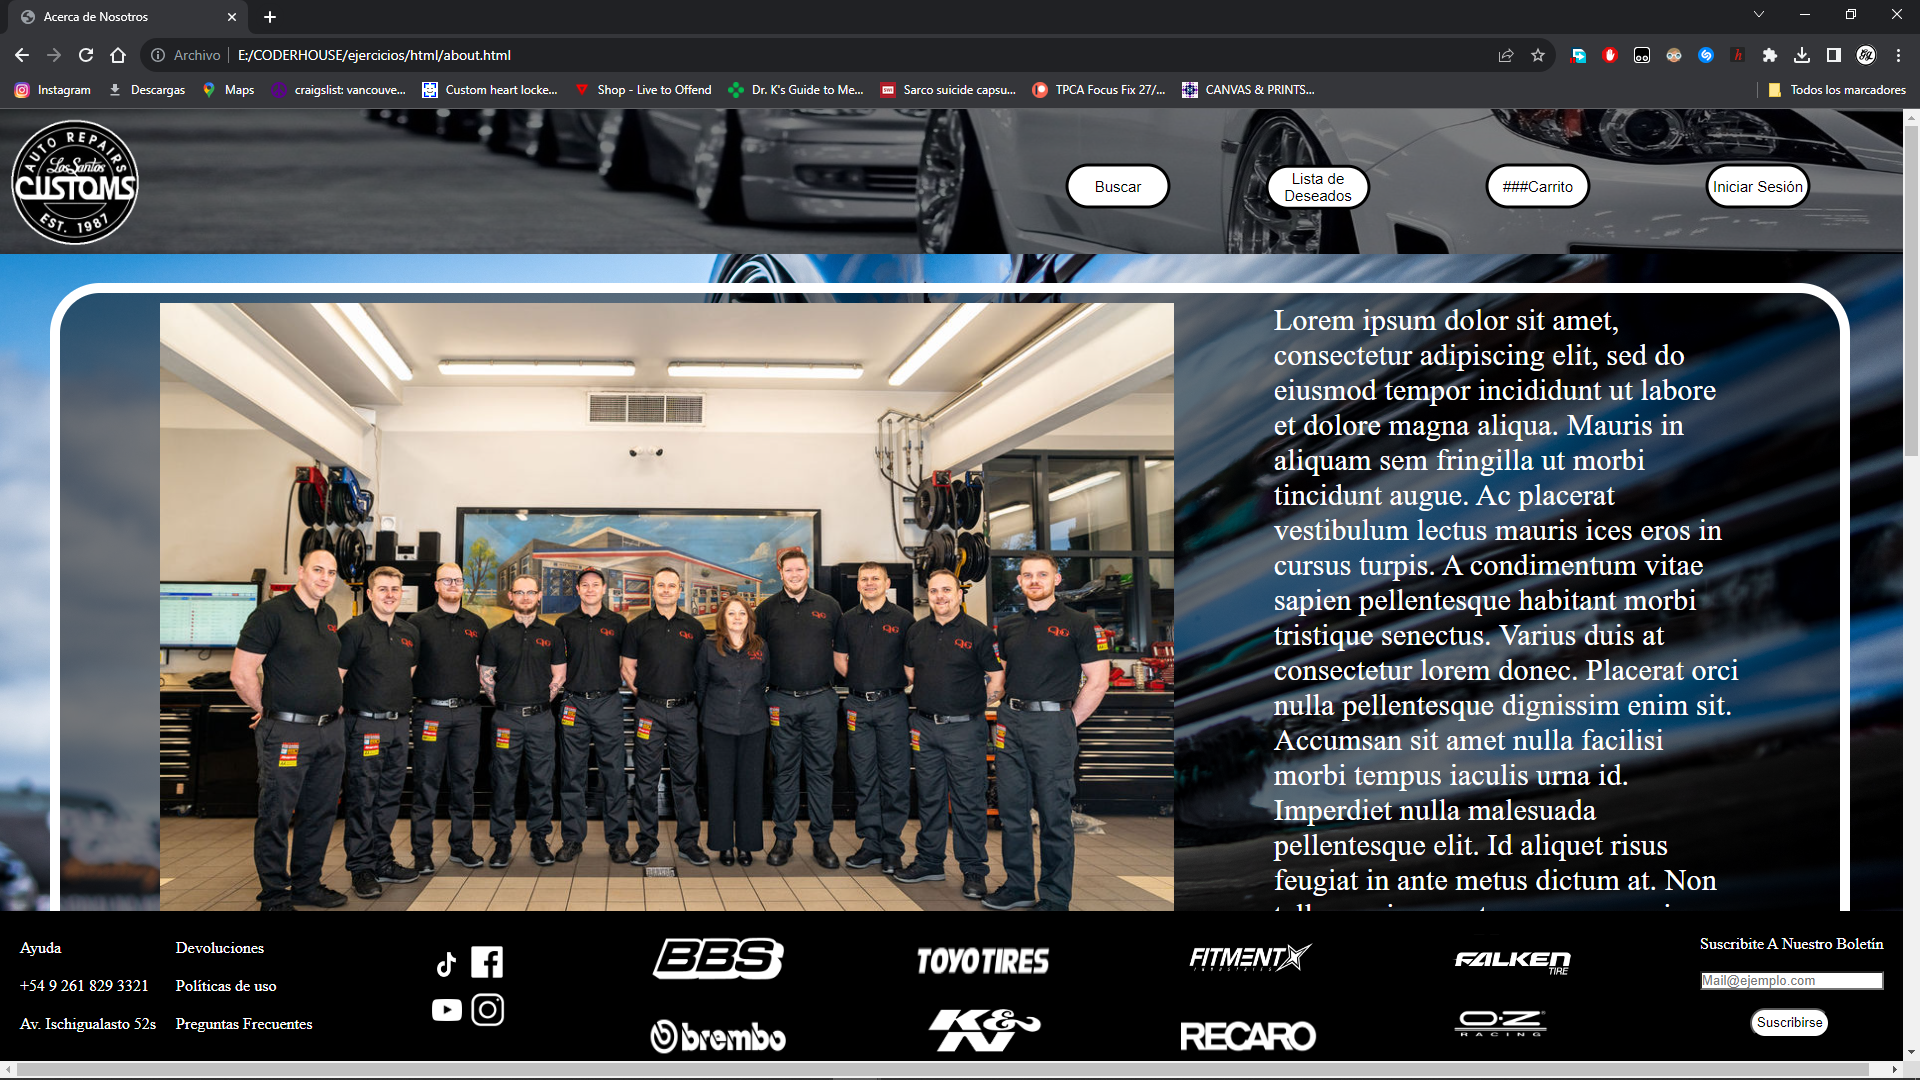 Acerca de Nosotros
Archivo E:/CODERHOUSE/ejercicios/html/about.html
Instagram Descargas Maps craigslist: vancouve... Custom heart locke... Shop - Live to Offend Dr. K's Guide to Me... Sarco suicide capsu... TPCA Focus Fix 27/... CANVAS & PRINTS... Todos los marcadores
AUTO REPAIRS
Los Santos
CUSTOMS
EST. 1987
Buscar
Lista de
Deseados
###Carrito
Iniciar Sesión
Lorem ipsum dolor sit amet,
consectetur adipiscing elit, sed do
eiusmod tempor incididunt ut labore
et dolore magna aliqua. Mauris in
aliquam sem fringilla ut morbi
tincidunt augue. Ac placerat
vestibulum lectus mauris ices eros in
cursus turpis. A condimentum vitae
sapien pellentesque habitant morbi
tristique senectus. Varius duis at
consectetur lorem donec. Placerat orci
nulla pellentesque dignissim enim sit.
Accumsan sit amet nulla facilisi
morbi tempus iaculis urna id.
Imperdiet nulla malesuada
pellentesque elit. Id aliquet risus
feugiat in ante metus dictum at. Non
Ayuda
+54 9 261 829 3321
Av. Ischigualasto 52s
Devoluciones
Políticas de uso
Preguntas Frecuentes
BBS
TOYO TIRES
FITMENT
INDUSTRIES
FALKEN
TIRE
brembo
K&N
RECARO
O·Z
RACING
Suscribite A Nuestro Boletín
Mail@ejemplo.com
Suscribirse